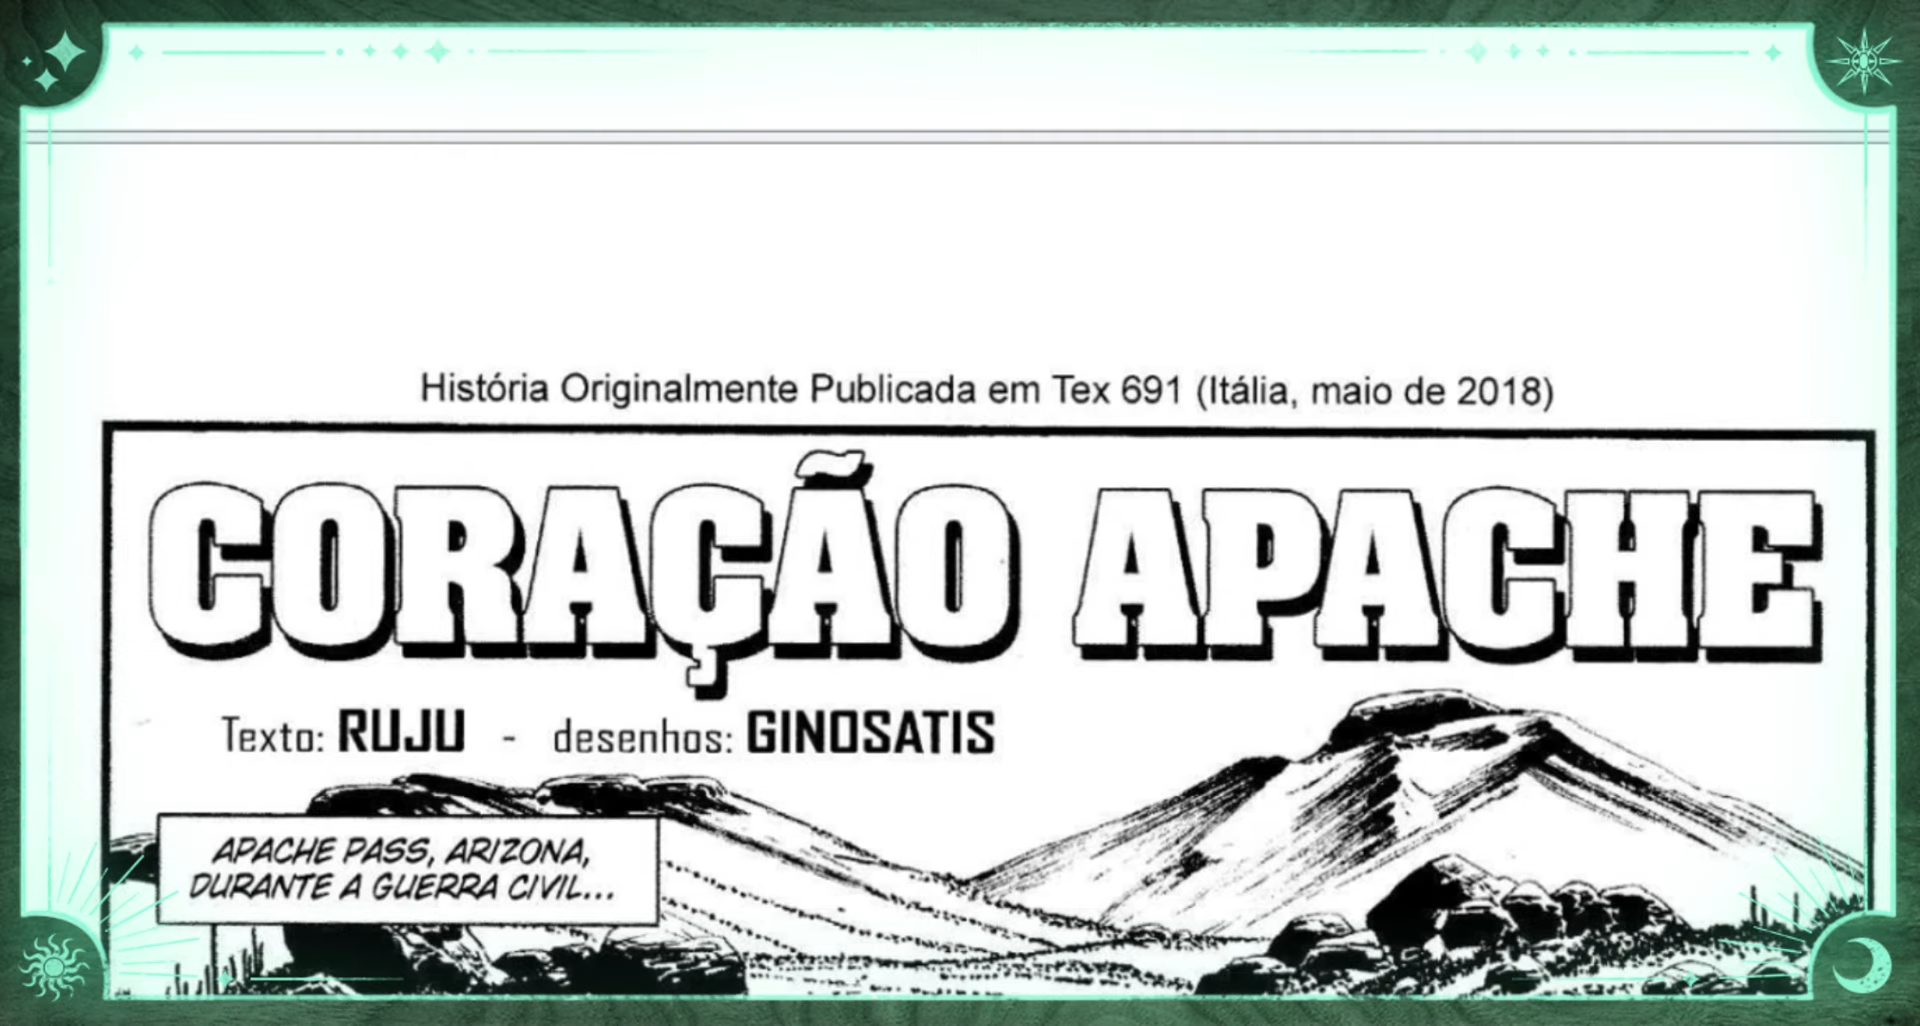 História Originalmente Publicada em Tex 691 (Itália, maio de 2018)
CORAÇÃO APACHE
Texto: RUJU - desenhos: GINOSATIS
APACHE PASS, ARIZONA,
DURANTE A GUERRA CIVIL...